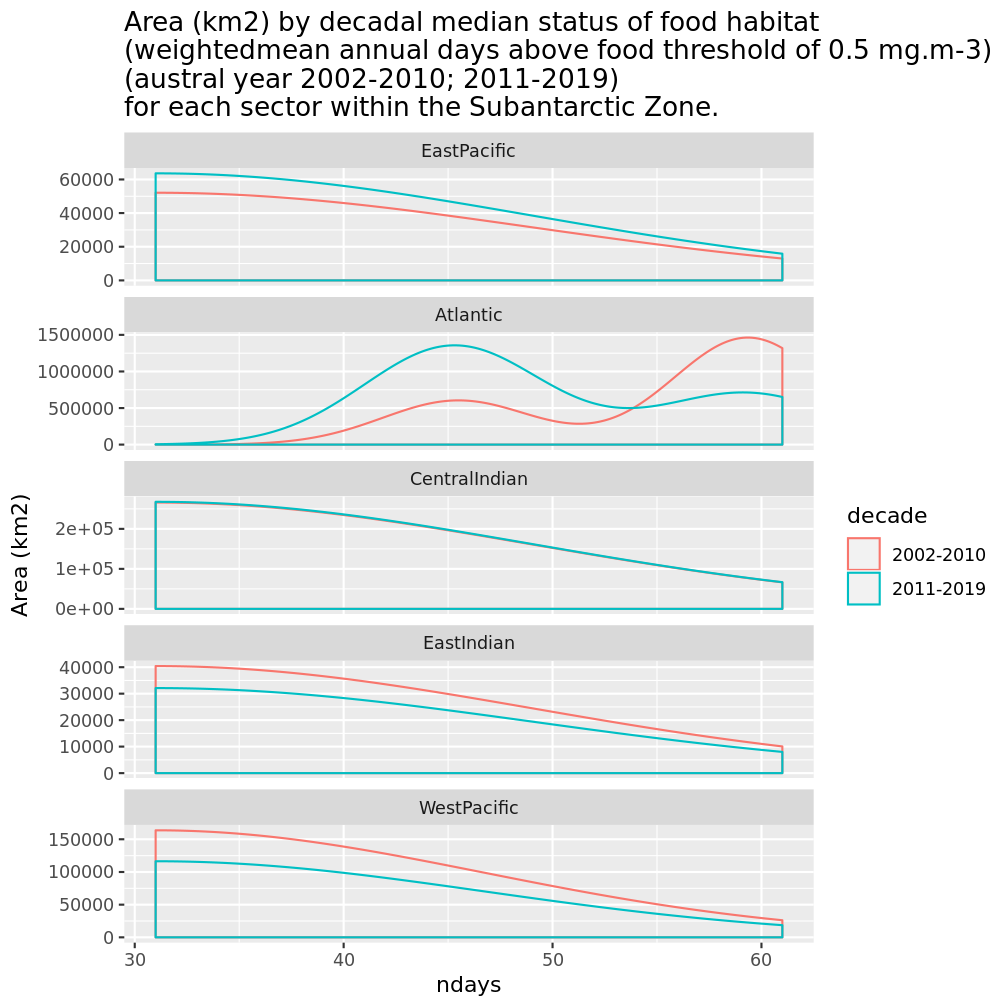 Area (km2) by decadal median status of food habitat
(weightedmean annual days above food threshold of 0.5 mg.m-3)
(austral year 2002-2010; 2011-2019)
for each sector within the Subantarctic Zone.
EastPacific
60000
40000
20000
0
Atlantic
1500000
1000000
500000
0
CentralIndian
2e+05
1e+05
0e+00
EastIndian
40000
30000
20000
10000
0
WestPacific
150000
100000
50000
0
30 40 50 60
ndays
Area (km2)
decade
2002-2010
2011-2019